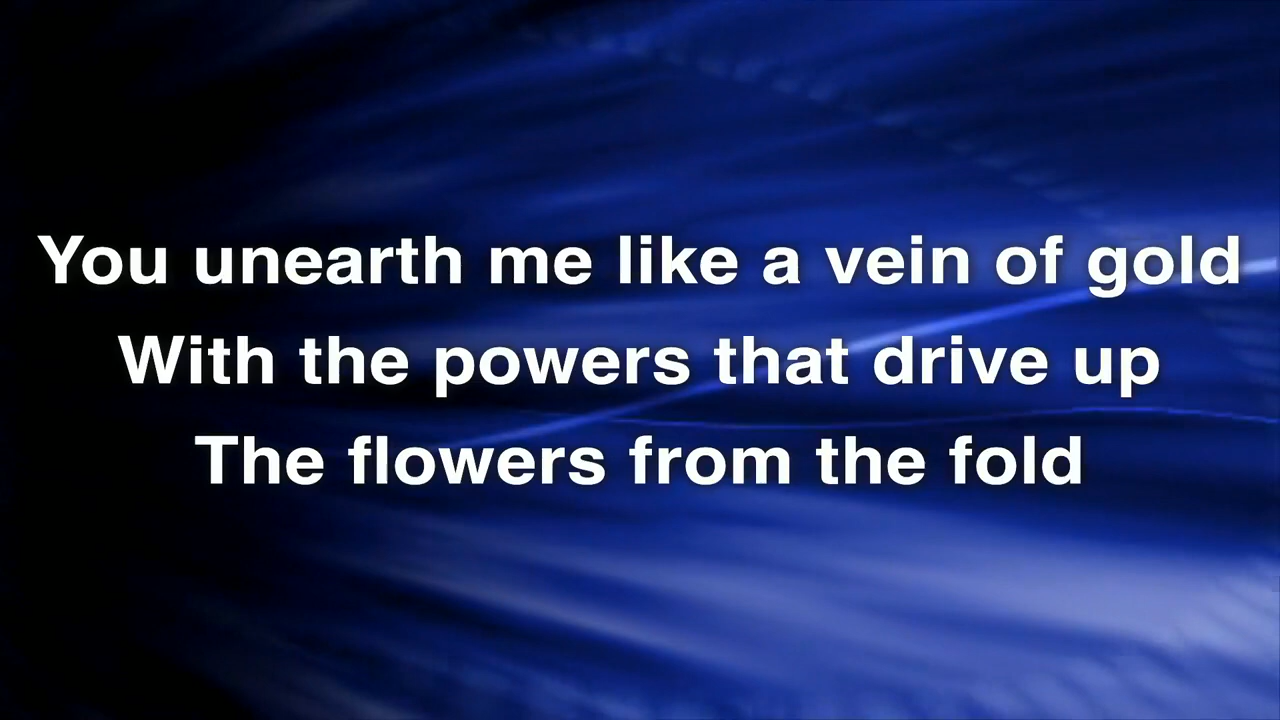 You unearth me like a vein of gold
With the powers that drive up
The flowers from the fold